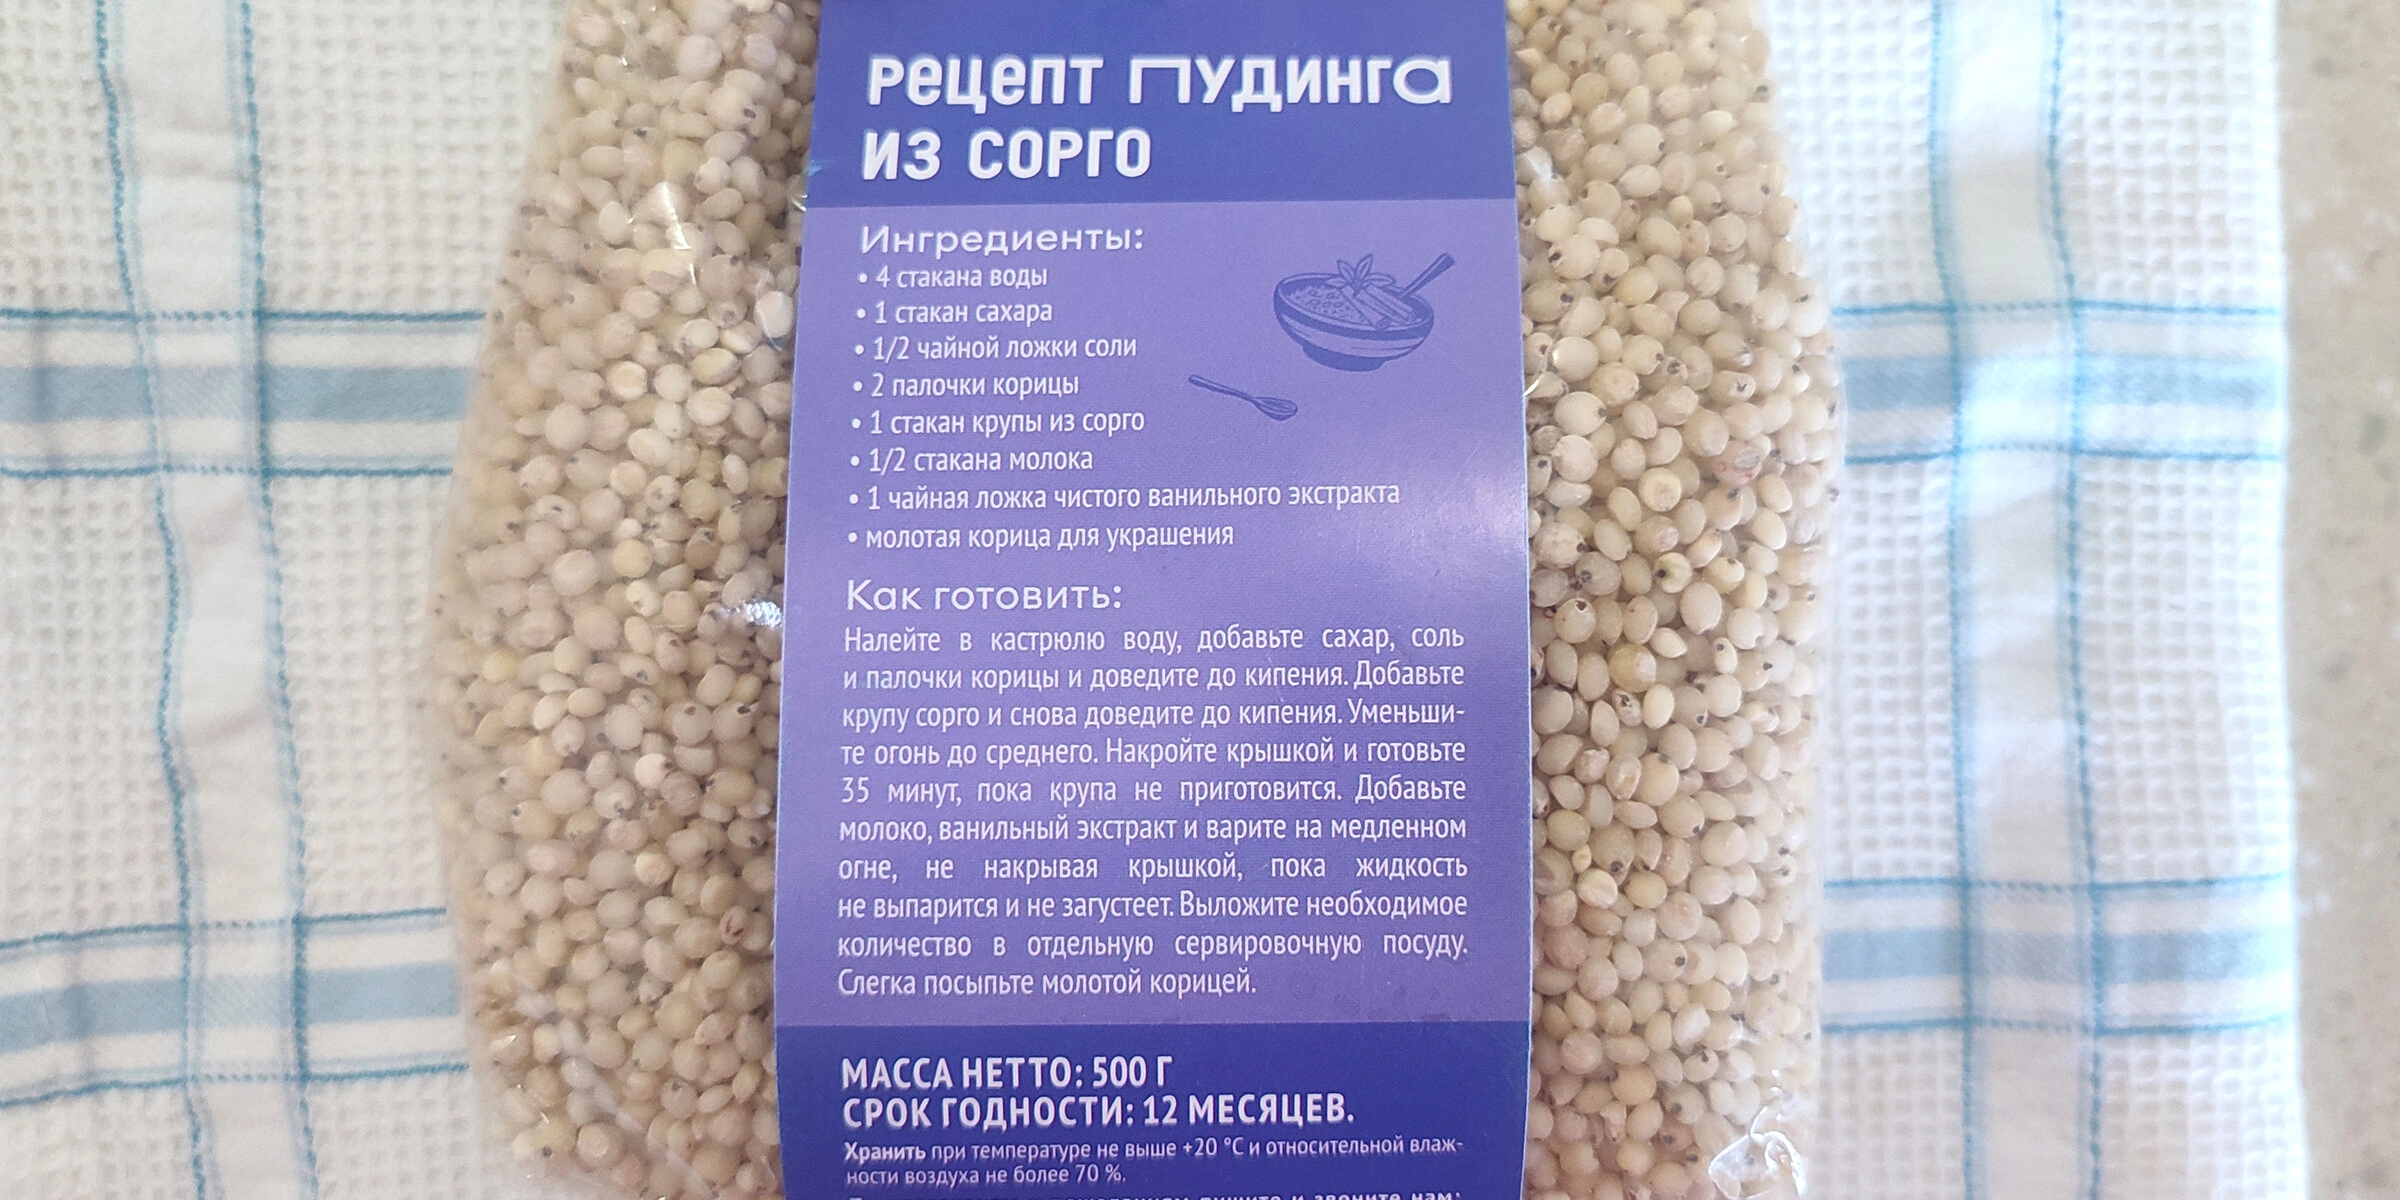 Рецепт пудинга
из сорго
Ингредиенты:
• 4 стакана воды
• 1 стакан сахара
• 1/2 чайной ложки соли
• 2 палочки корицы
• 1 стакан крупы из сорго
• 1/2 стакана молока
• 1 чайная ложка чистого ванильного экстракта
• молотая корица для украшения
Как готовить:
Налейте в кастрюлю воду, добавьте сахар, соль
и палочки корицы и доведите до кипения. Добавьте
крупу сорго и снова доведите до кипения. Уменьши-
те огонь до среднего. Накройте крышкой и готовьте
35 минут, пока крупа не приготовится. Добавьте
молоко, ванильный экстракт и варите на медленном
огне, не накрывая крышкой, пока жидкость
не выпарится и не загустеет. Выложите необходимое
количество в отдельную сервировочную посуду.
Слегка посыпьте молотой корицей.
МАССА НЕТТО: 500 Г
СРОК ГОДНОСТИ: 12 МЕСЯЦЕВ.
Хранить при температуре не выше +20 °С и относительной влаж-
ности воздуха не более 70 %.
пишите и звоните нам: